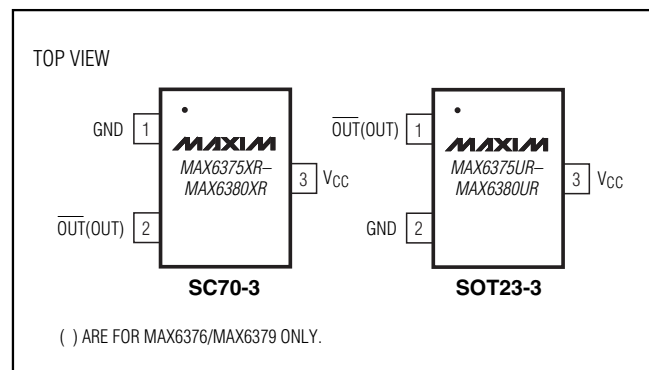 TOP VIEW
GND 1
OUT(OUT) 2
MAXIM
MAX6375XR–
MAX6380XR
3 VCC
SC70-3
OUT(OUT) 1
GND 2
MAXIM
MAX6375UR–
MAX6380UR
3 VCC
SOT23-3
( ) ARE FOR MAX6376/MAX6379 ONLY.